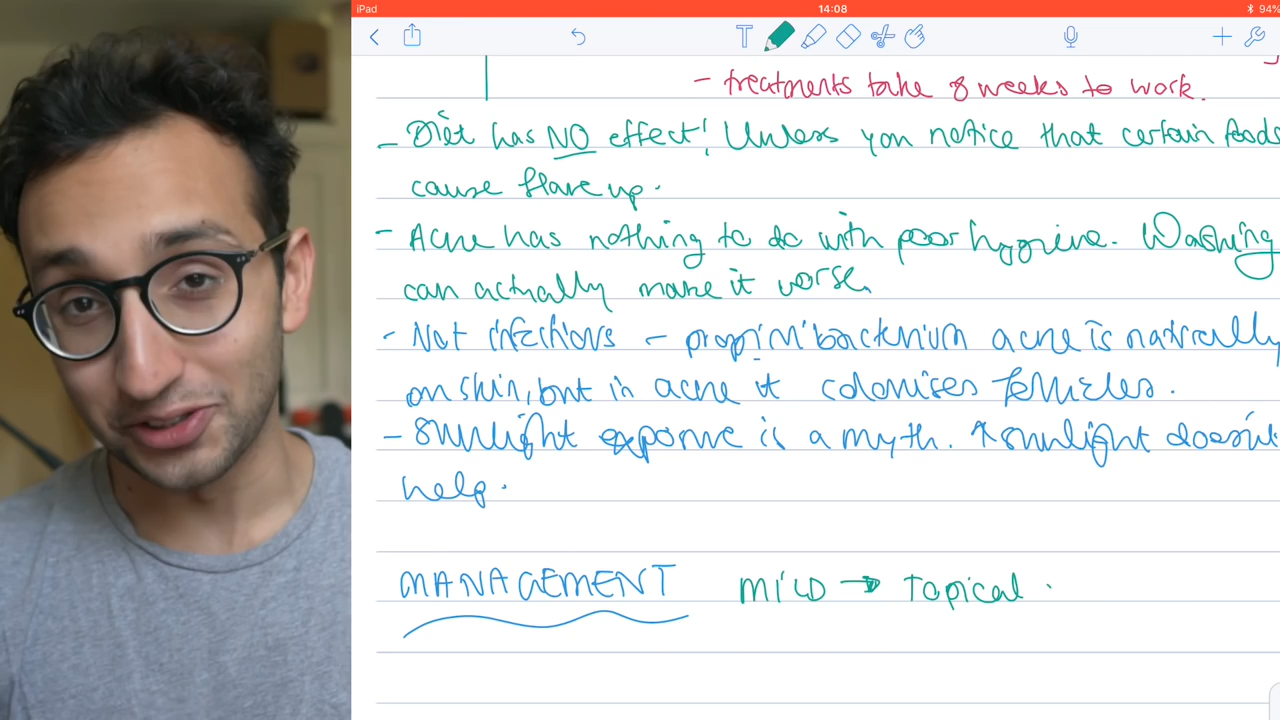 iPad 14:08 94%
T
- treatments take 8 weeks to work.
- Diet has NO effect! Unless you notice that certain foods
cause flare up.
- Acne has nothing to do with poor hygeine. Washing
can actually make it worse.
- Not infectious - propini bacterium acne is naturally
on skin, but in acne it colonises follicles.
- Sunlight exposure is a myth. sunlight doesn't
help.
MANAGEMENT MILD → Topical.